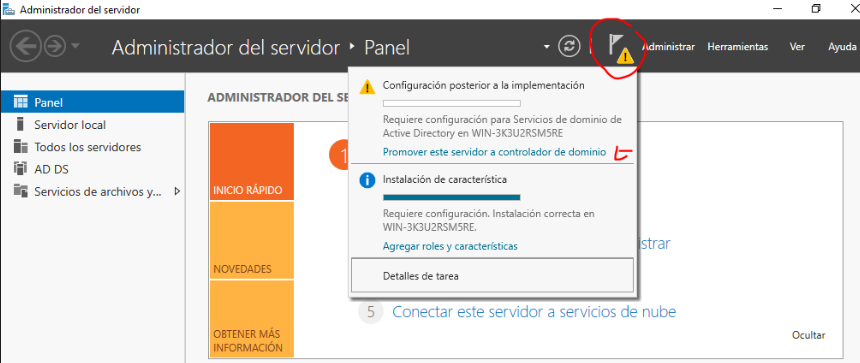 Administrador del servidor
Administrador del servidor ‣ Panel
Administrar Herramientas Ver Ayuda
Panel
Servidor local
Todos los servidores
AD DS
Servicios de archivos y...
ADMINISTRADOR DEL SE
INICIO RÁPIDO
NOVEDADES
OBTENER MÁS
INFORMACIÓN
1
Configuración posterior a la implementación
Requiere configuración para Servicios de dominio de
Active Directory en WIN-3K3U2RSM5RE
Promover este servidor a controlador de dominio
Instalación de característica
Requiere configuración. Instalación correcta en
WIN-3K3U2RSM5RE.
Agregar roles y características
Detalles de tarea
istrar
5 Conectar este servidor a servicios de nube
Ocultar